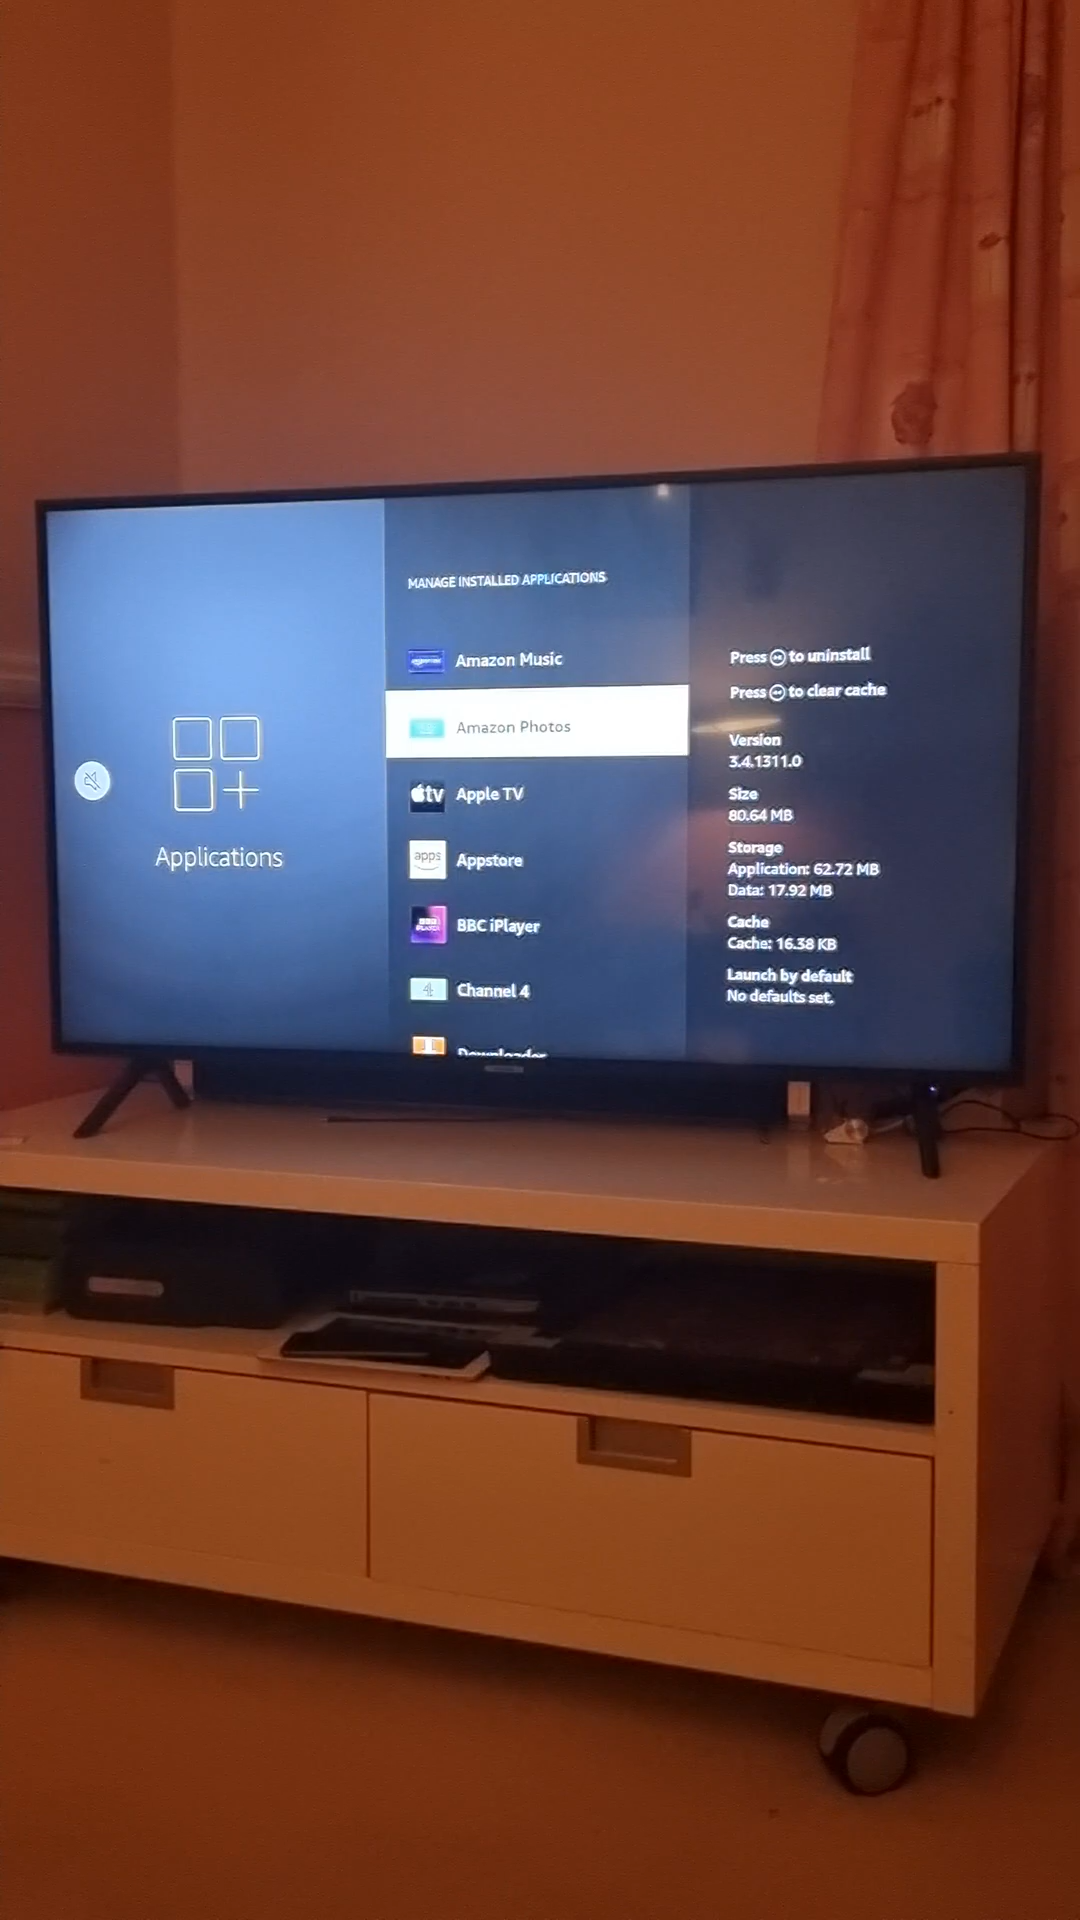 MANAGE INSTALLED APPLICATIONS
Amazon Music
Amazon Photos
tv Apple TV
apps Appstore
BBC iPlayer
4 Channel 4
Downloader
Applications
Press to uninstall
Press to clear cache
Version
3.4.1311.0
Size
80.64 MB
Storage
Application: 62.72 MB
Data: 17.92 MB
Cache
Cache: 16.38 KB
Launch by default
No defaults set.